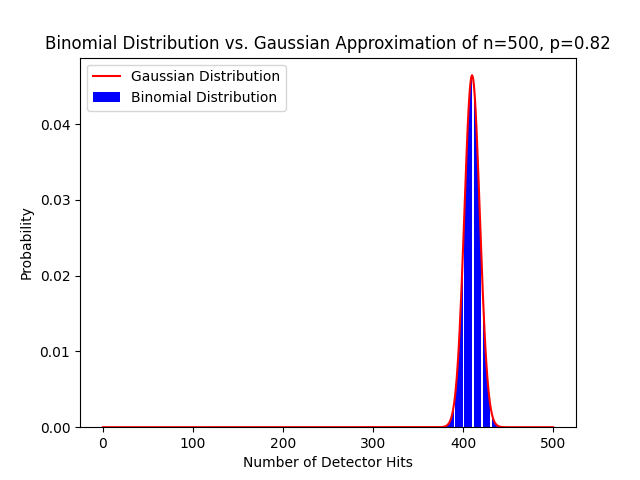 Binomial Distribution vs. Gaussian Approximation of n=500, p=0.82
Gaussian Distribution
Binomial Distribution
0.04
0.03
0.02
0.01
0.00
Probability
0 100 200 300 400 500
Number of Detector Hits